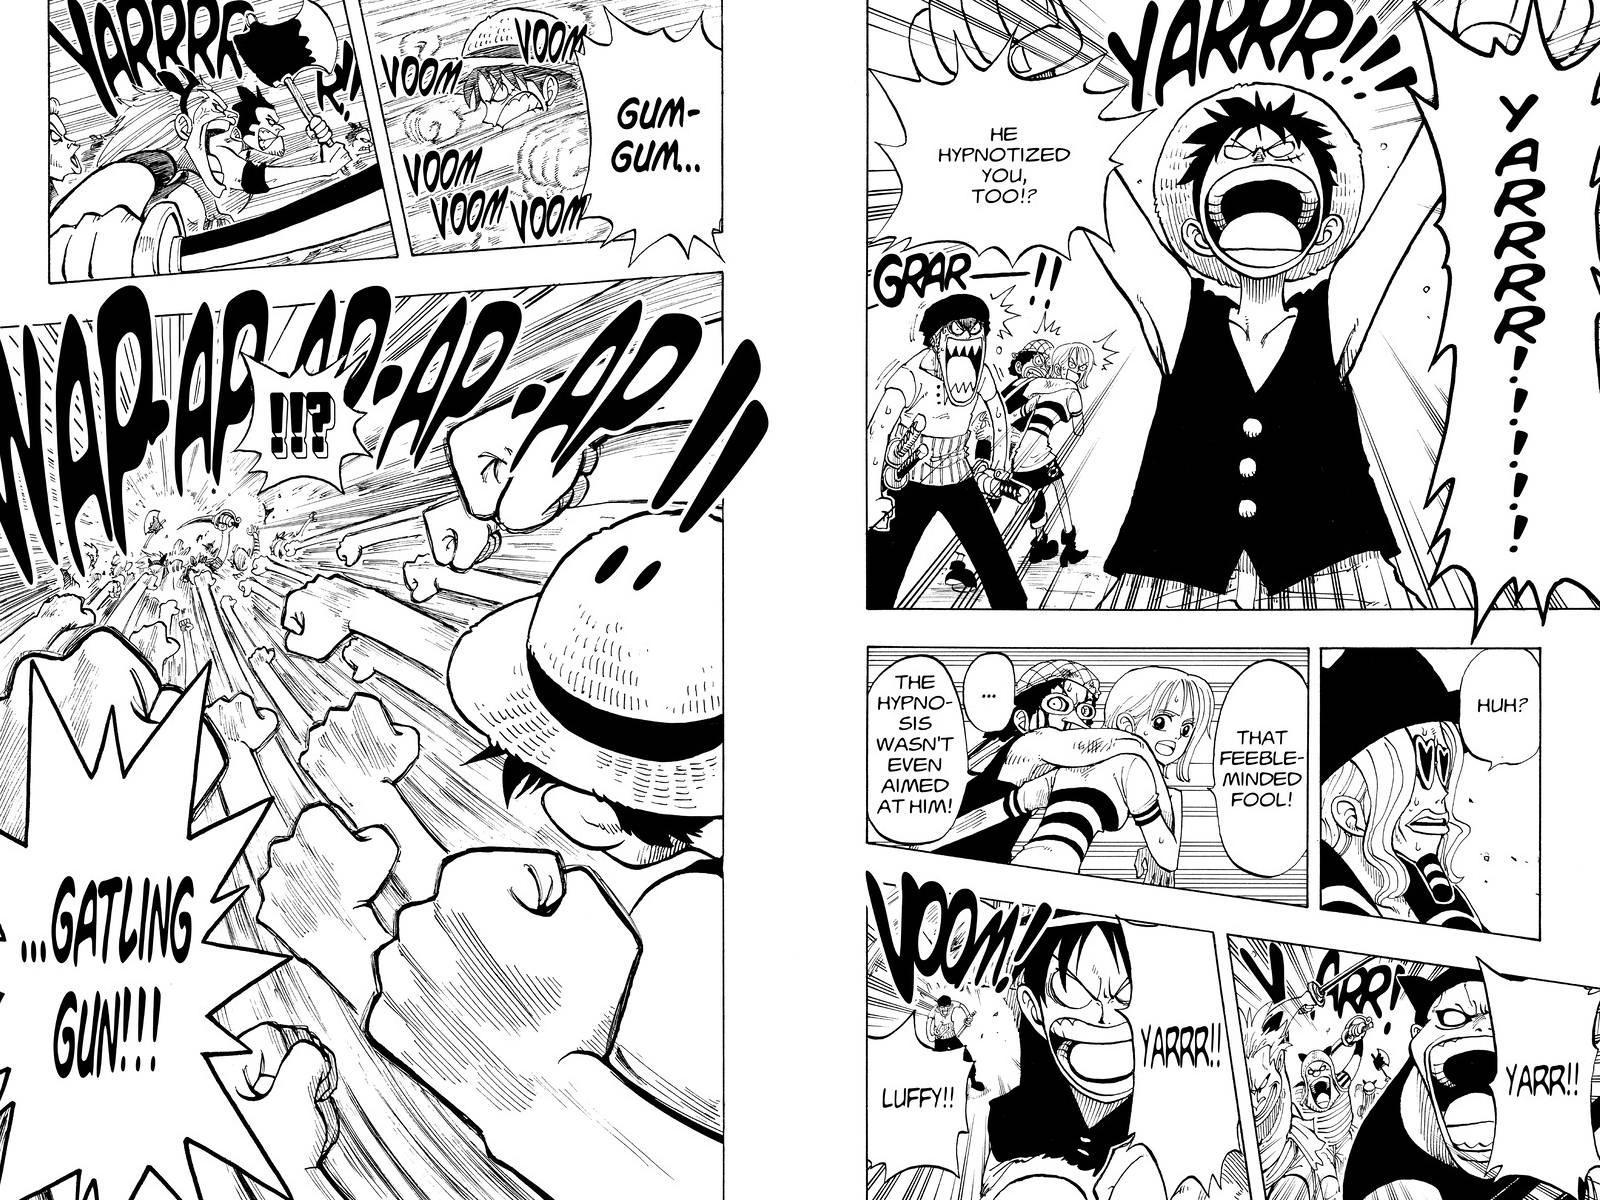 YARRR!!!
YARRRR!!!!!!
HE
HYPNOTIZED
YOU,
TOO!?
GRAR—!!
HUH?
THAT
FEEBLE-
MINDED
FOOL!
...
THE
HYPNO-
SIS
WASN'T
EVEN
AIMED
AT HIM!
YARR!!
YARRR!!
VOOM!
LUFFY!!
GUM-
GUM...
VOOM
VOOM
VOOM
VOOM
VOOM
YARRRR
R!!
WAP-AP-AP-AP-AP!!
!!?
...GATLING
GUN!!!